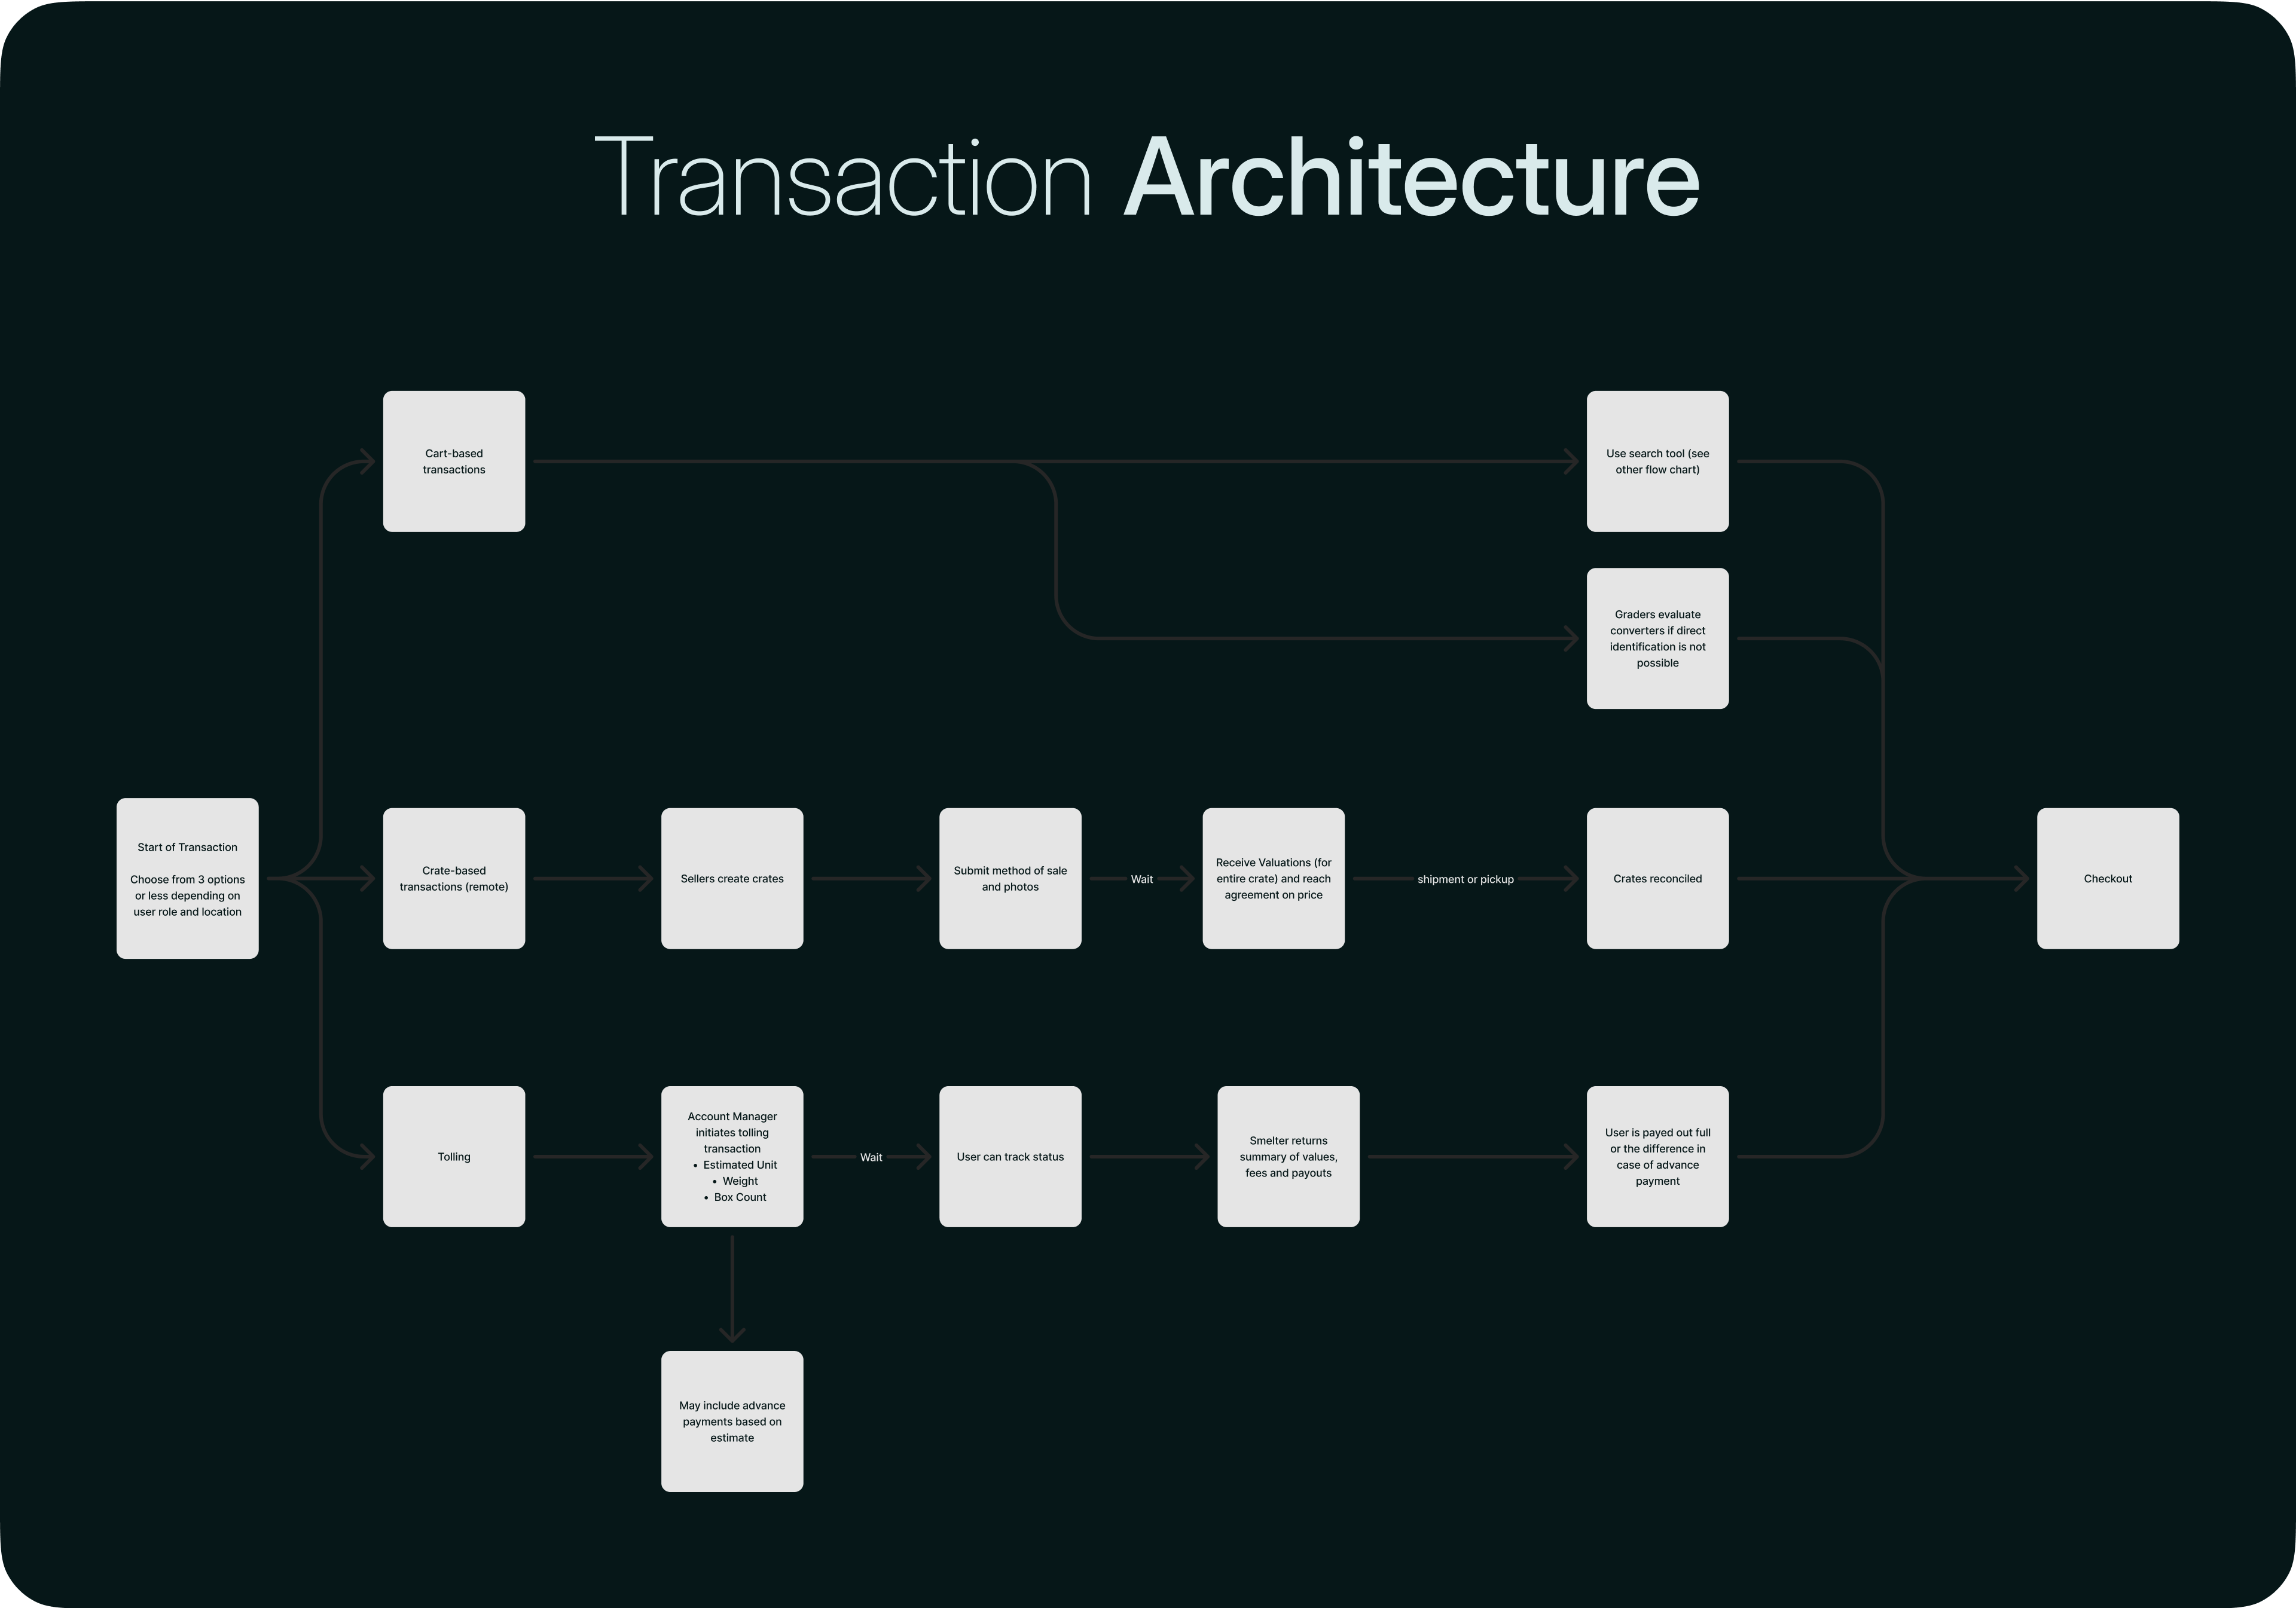 Transaction Architecture
Cart-based
transactions
Use search tool (see
other flow chart)
Graders evaluate
converters if direct
identification is not
possible
Start of Transaction
Choose from 3 options
or less depending on
user role and location
Crate-based
transactions (remote)
Sellers create crates
Submit method of sale
and photos
Wait
Receive Valuations (for
entire crate) and reach
agreement on price
shipment or pickup
Crates reconciled
Checkout
Tolling
Account Manager
initiates tolling
transaction
• Estimated Unit
• Weight
• Box Count
Wait
User can track status
Smelter returns
summary of values,
fees and payouts
User is payed out full
or the difference in
case of advance
payment
May include advance
payments based on
estimate